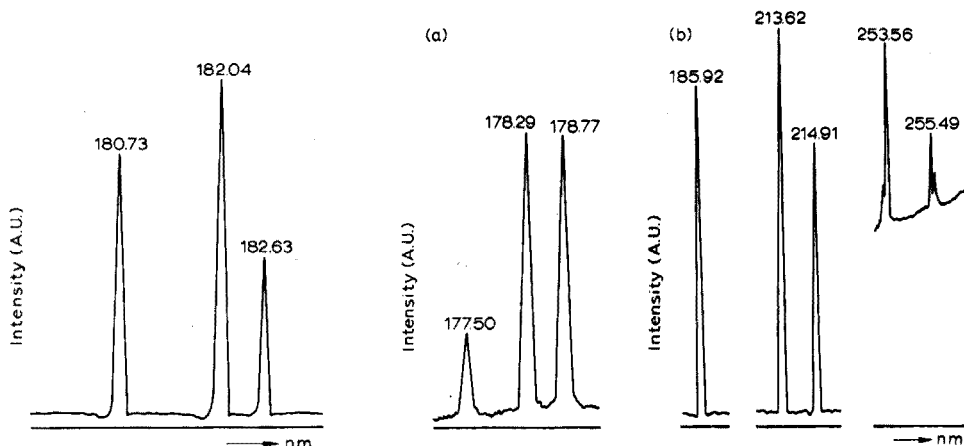 Intensity (A.U.)
180.73
182.04
182.63
nm
(a)
Intensity (A.U.)
177.50
178.29
178.77
(b)
Intensity (A.U.)
185.92
213.62
214.91
253.56
255.49
nm